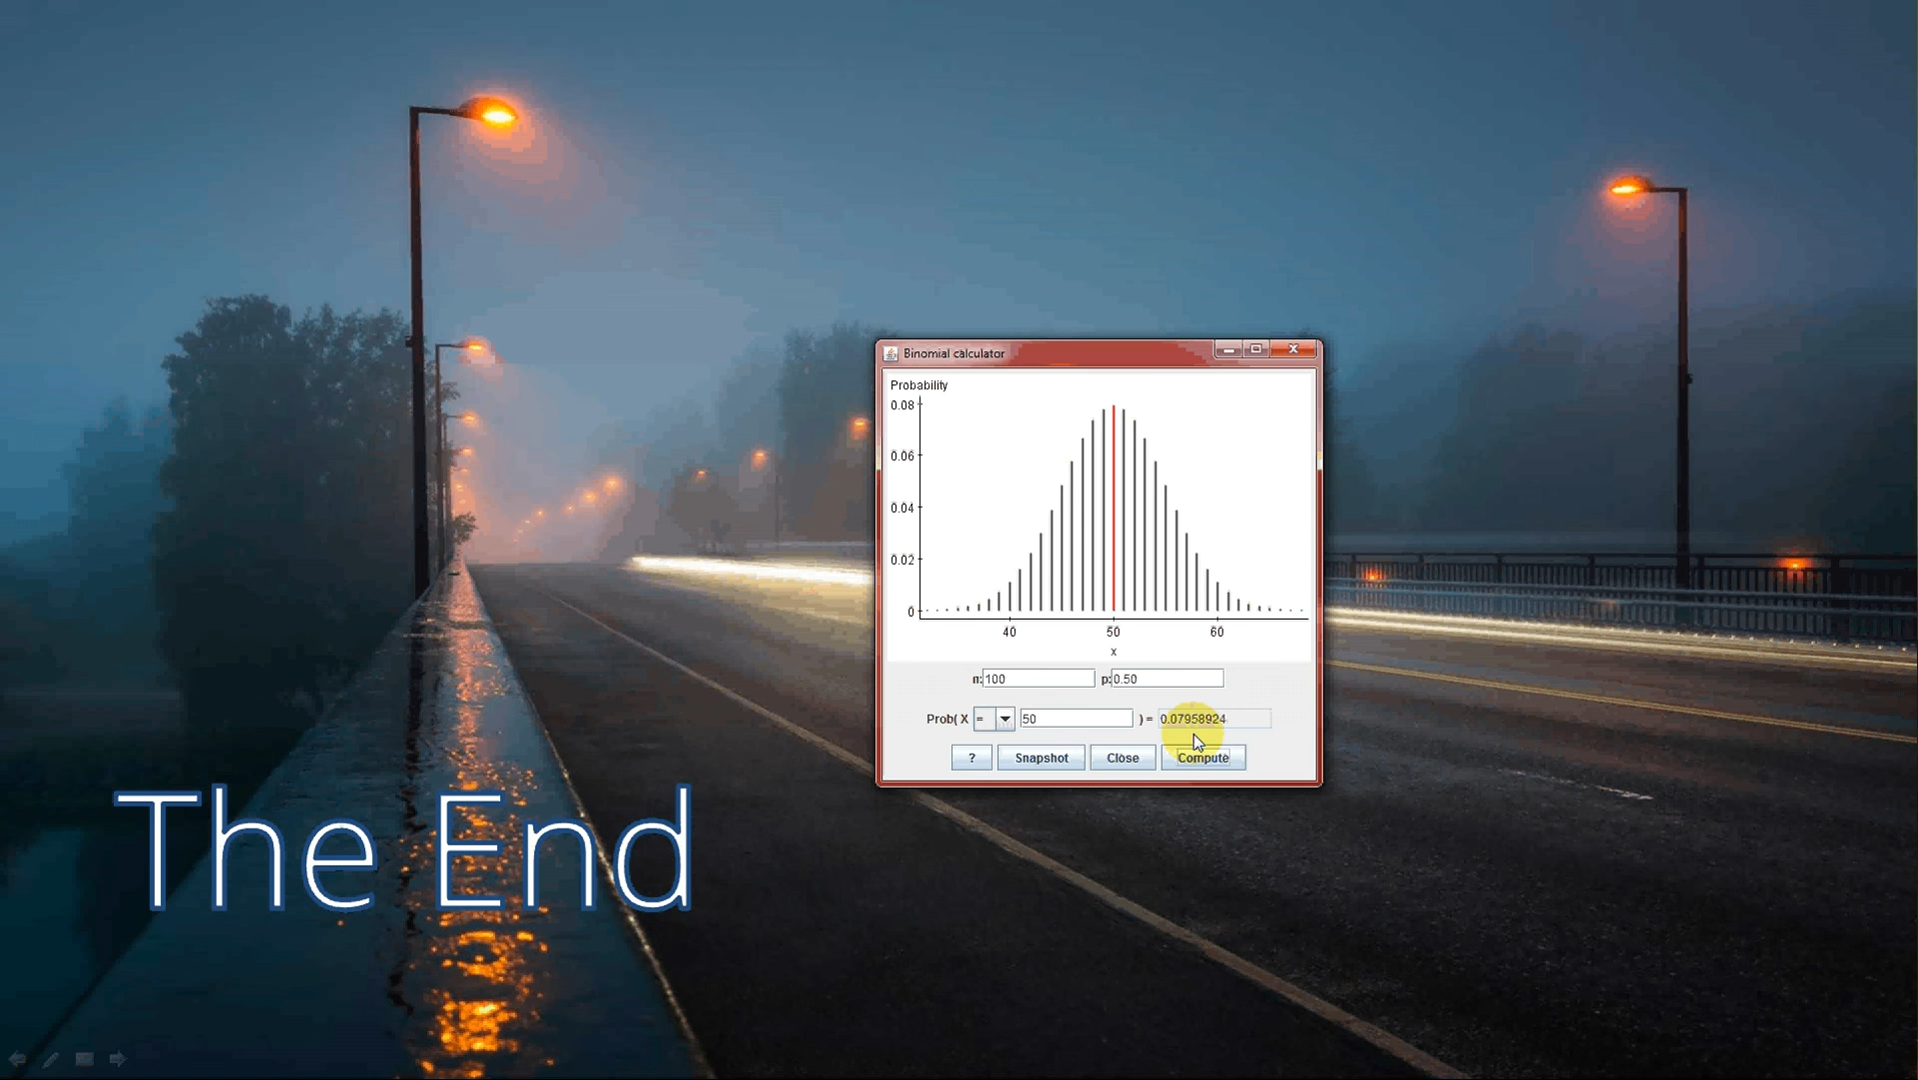 Binomial calculator
Probability
0.08
0.06
0.04
0.02
0
40 50 60
x
n: 100 p: 0.50
Prob( X = 50 ) = 0.07958924
? Snapshot Close Compute
The End